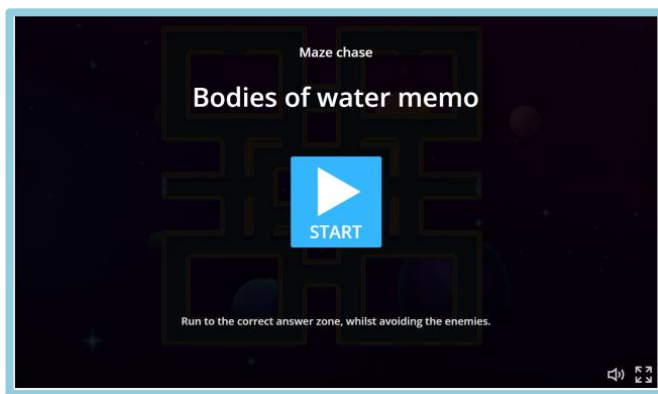 Maze chase
Bodies of water memo
START
Run to the correct answer zone, whilst avoiding the enemies.